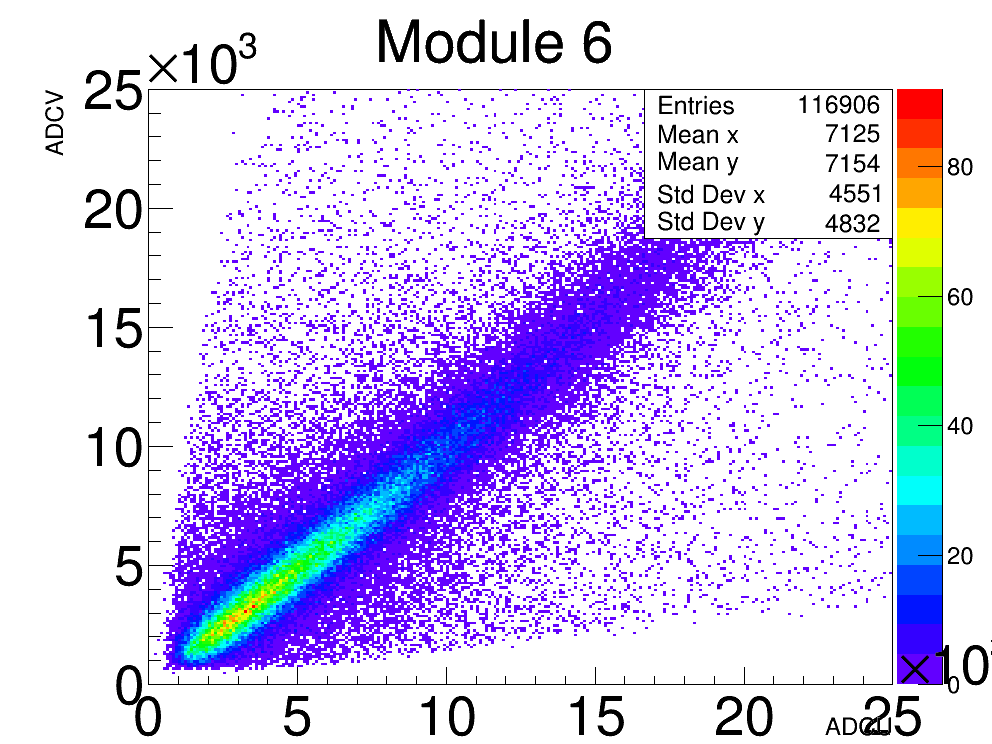 Module 6
×10³
ADCV
25
20
15
10
5
0
Entries 116906
Mean x 7125
Mean y 7154
Std Dev x 4551
Std Dev y 4832
80
60
40
20
0
0 5 10 15 20 25
ADCU